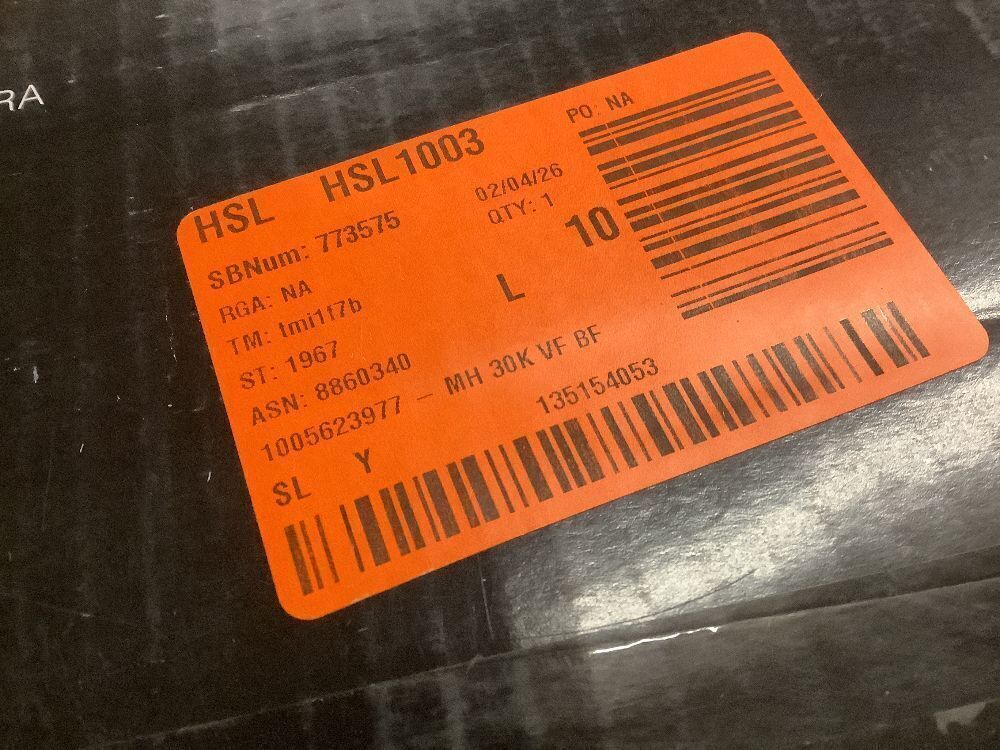 RA
HSL HSL1003
PO: NA
SBNum: 773575 02/04/26
RGA: NA QTY: 1
TM: tmi1f7b L 10
ST: 1967
ASN: 8860340
1005623977 – MH 30K VF BF
SL Y 135154053